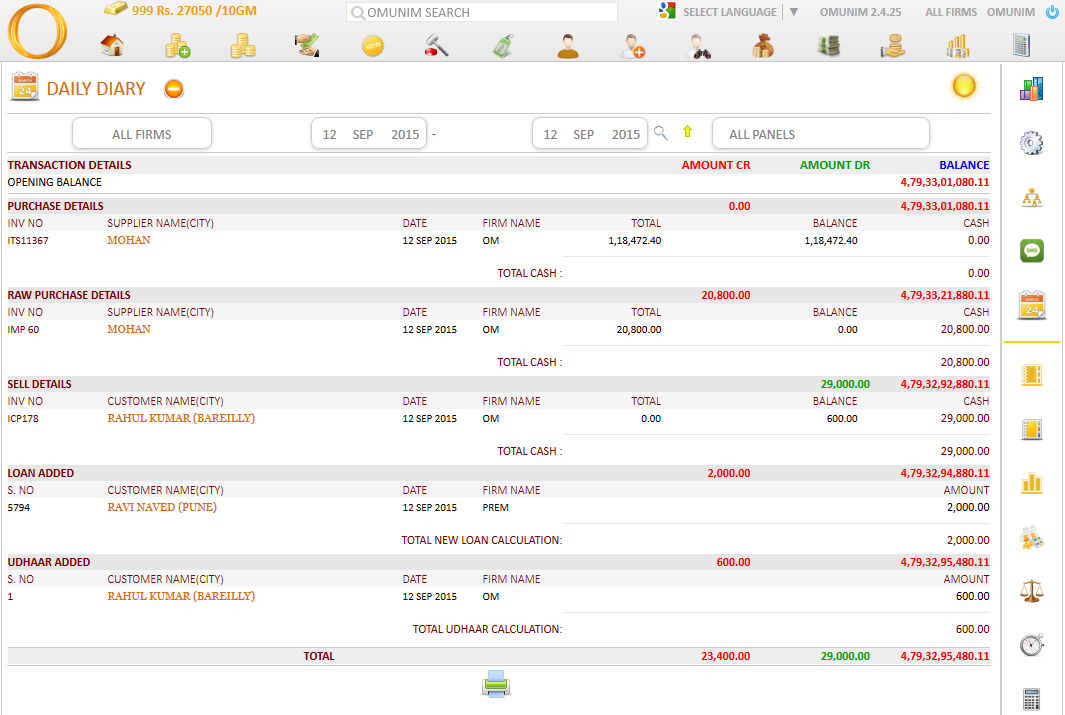 999 Rs. 27050 /10GM
OMUNIM SEARCH
SELECT LANGUAGE ▼ OMUNIM 2.4.25 ALL FIRMS OMUNIM
NEW
24 DAILY DIARY
ALL FIRMS 12 SEP 2015 - 12 SEP 2015 ALL PANELS
TRANSACTION DETAILS AMOUNT CR AMOUNT DR BALANCE
OPENING BALANCE 4,79,33,01,080.11
PURCHASE DETAILS 0.00 4,79,33,01,080.11
INV NO SUPPLIER NAME(CITY) DATE FIRM NAME TOTAL BALANCE CASH
ITS11367 MOHAN 12 SEP 2015 OM 1,18,472.40 1,18,472.40 0.00
TOTAL CASH : 0.00
RAW PURCHASE DETAILS 20,800.00 4,79,33,21,880.11
INV NO SUPPLIER NAME(CITY) DATE FIRM NAME TOTAL BALANCE CASH
IMP 60 MOHAN 12 SEP 2015 OM 20,800.00 0.00 20,800.00
TOTAL CASH : 20,800.00
SELL DETAILS 29,000.00 4,79,32,92,880.11
INV NO CUSTOMER NAME(CITY) DATE FIRM NAME TOTAL BALANCE CASH
ICP178 RAHUL KUMAR (BAREILLY) 12 SEP 2015 OM 0.00 600.00 29,000.00
TOTAL CASH : 29,000.00
LOAN ADDED 2,000.00 4,79,32,94,880.11
S. NO CUSTOMER NAME(CITY) DATE FIRM NAME AMOUNT
5794 RAVI NAVED (PUNE) 12 SEP 2015 PREM 2,000.00
TOTAL NEW LOAN CALCULATION: 2,000.00
UDHAAR ADDED 600.00 4,79,32,95,480.11
S. NO CUSTOMER NAME(CITY) DATE FIRM NAME AMOUNT
1 RAHUL KUMAR (BAREILLY) 12 SEP 2015 OM 600.00
TOTAL UDHAAR CALCULATION: 600.00
TOTAL 23,400.00 29,000.00 4,79,32,95,480.11
SMS
24